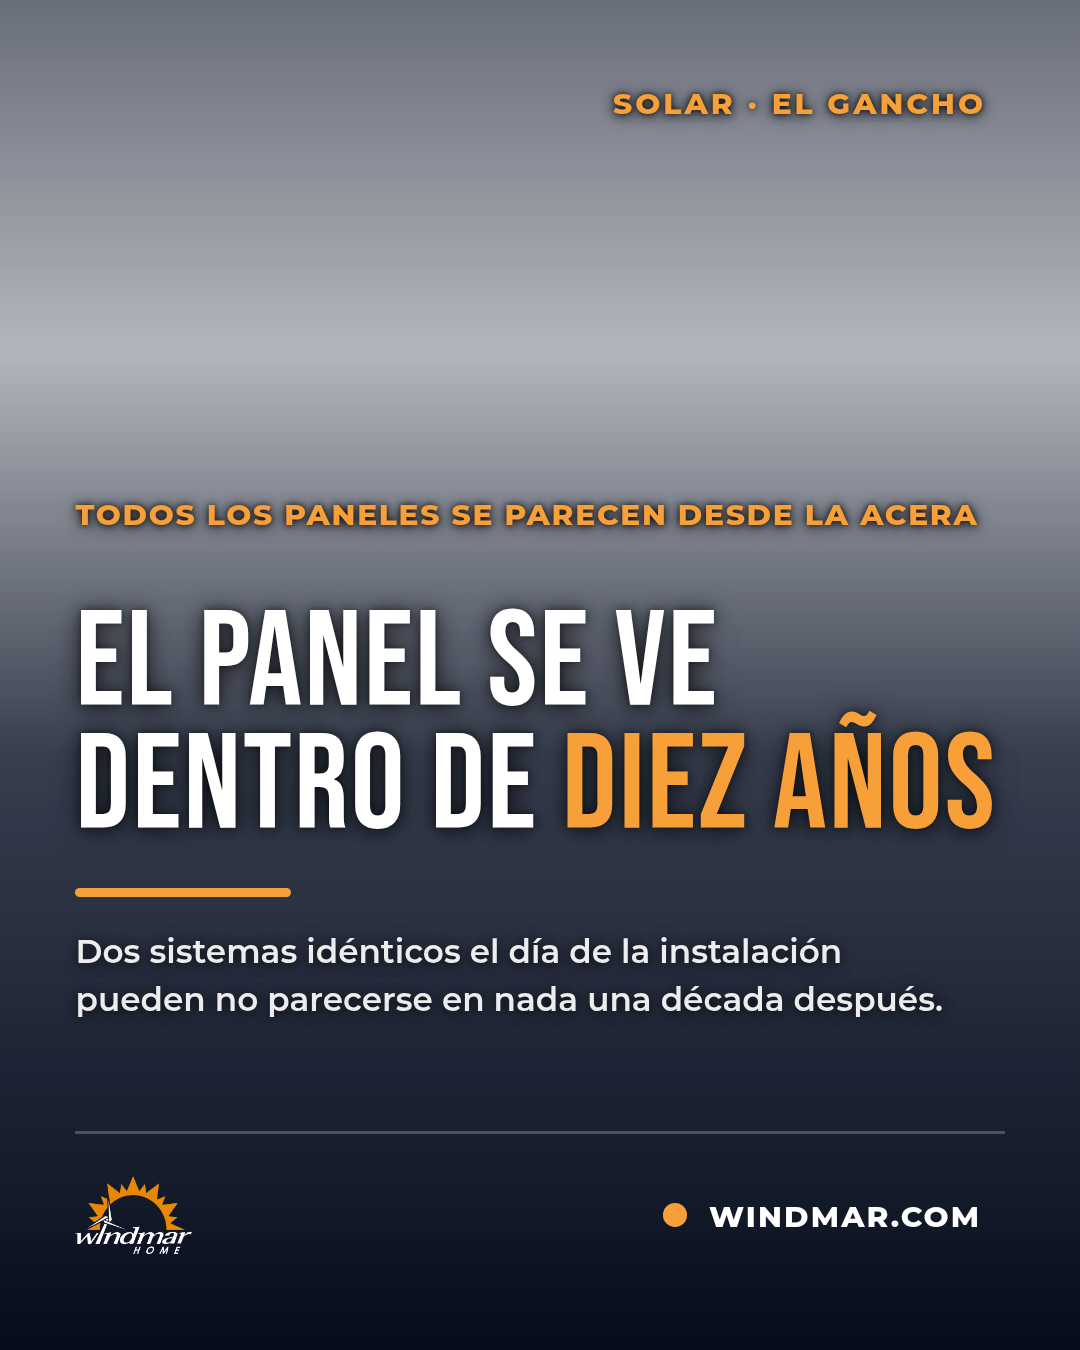 SOLAR · EL GANCHO
TODOS LOS PANELES SE PARECEN DESDE LA ACERA
EL PANEL SE VE
DENTRO DE DIEZ AÑOS
Dos sistemas idénticos el día de la instalación
pueden no parecerse en nada una década después.
windmar
HOME
WINDMAR.COM